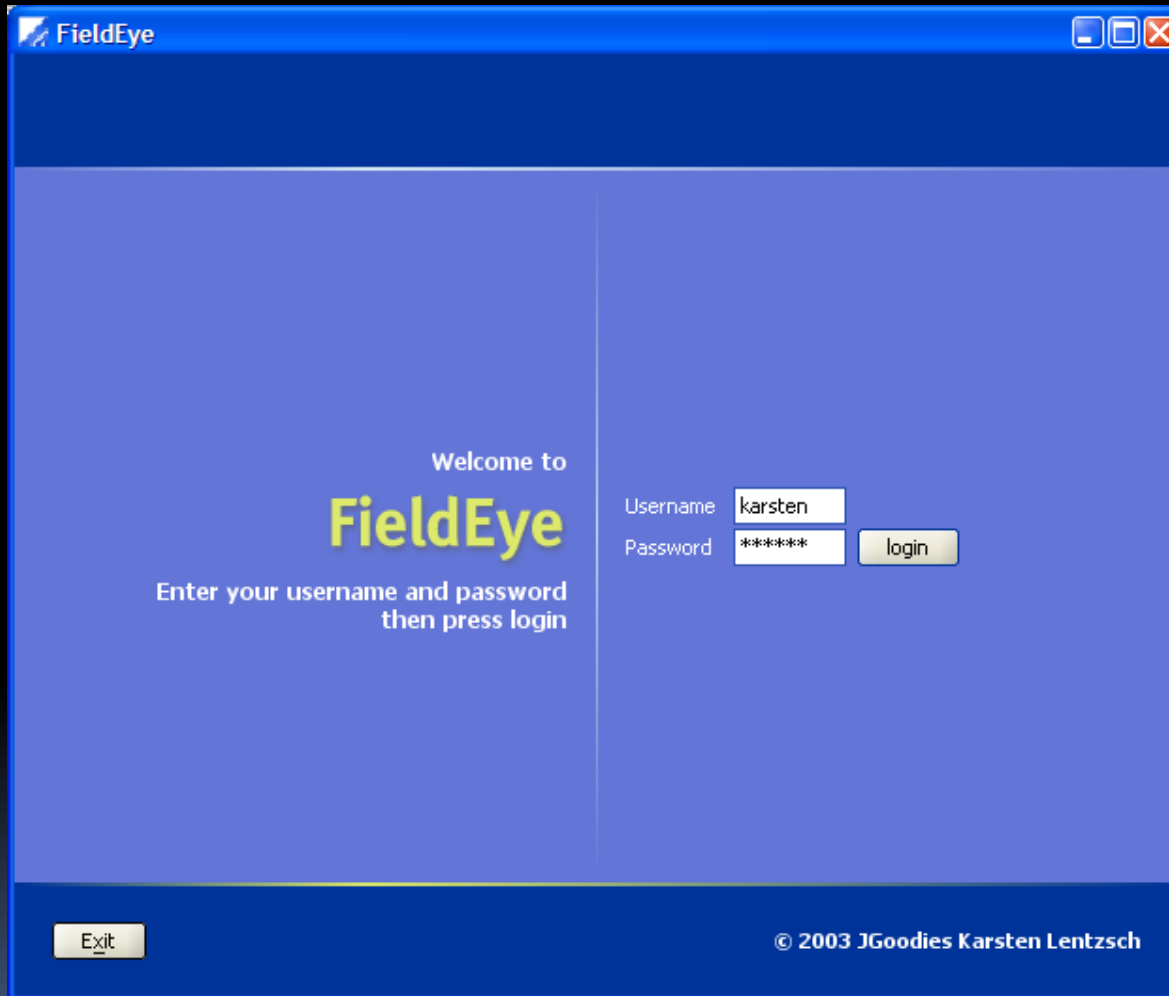 FieldEye
Welcome to
FieldEye
Enter your username and password
then press login
Username karsten
Password ****** login
Exit
© 2003 JGoodies Karsten Lentzsch